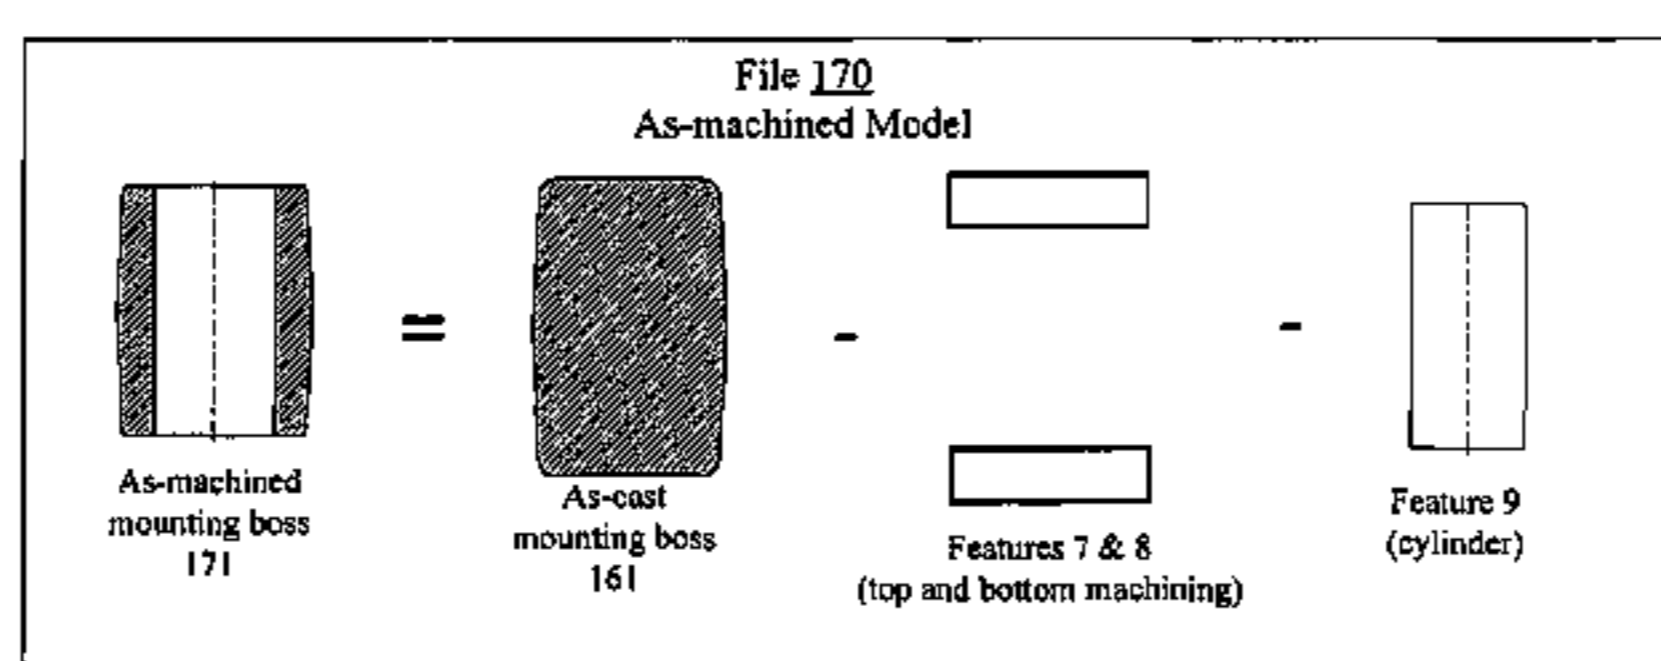 File 170
As-machined Model
=
-
-
As-machined
mounting boss
171
As-cast
mounting boss
161
Features 7 & 8
(top and bottom machining)
Feature 9
(cylinder)